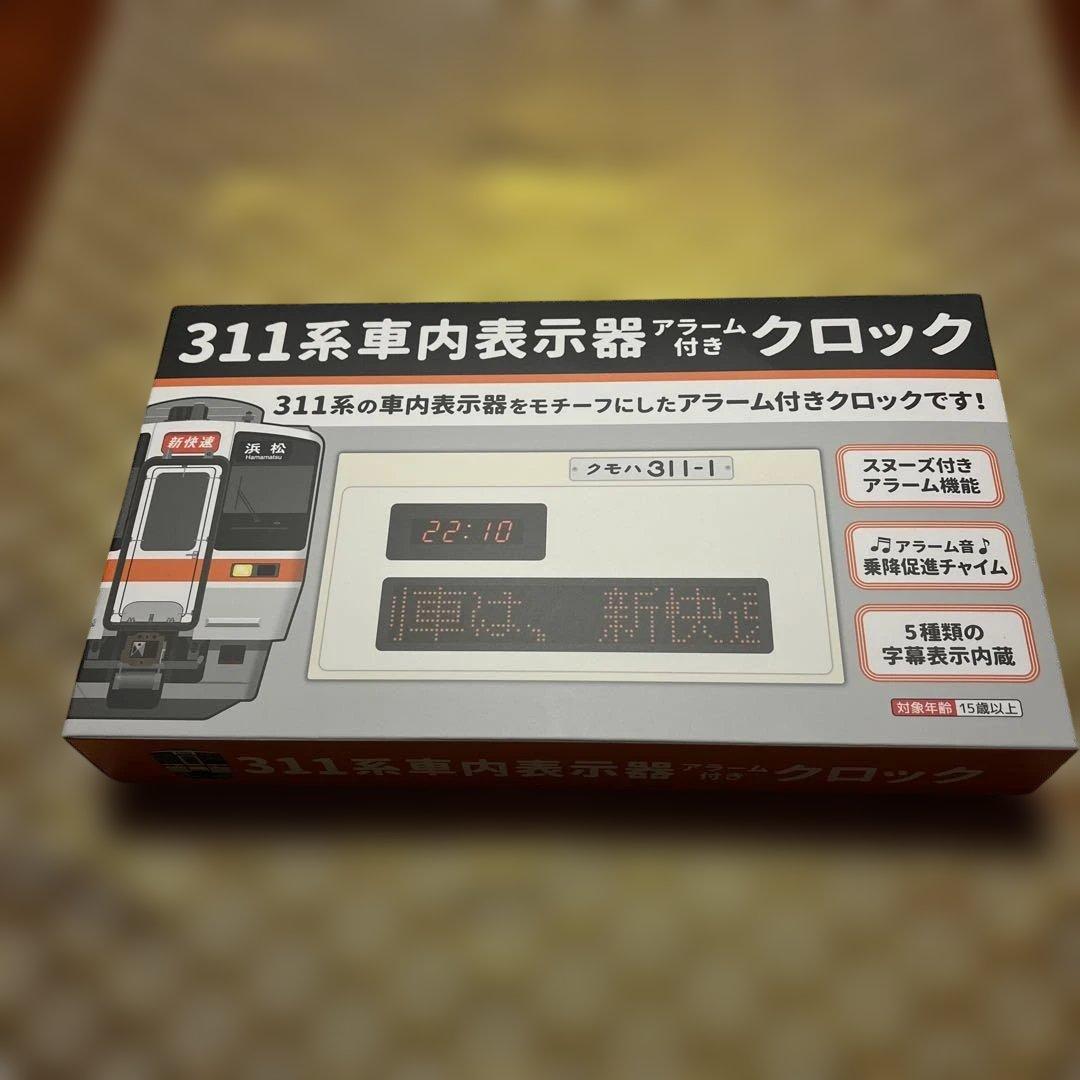 311系車内表示器アラーム付きクロック
311系の車内表示器をモチーフにしたアラーム付きクロックです!
新快速
浜松
Hamamatsu
クモハ311-1
22:10
車は、 新快速
スヌーズ付き
アラーム機能
アラーム音
乗降促進チャイム
5種類の
字幕表示内蔵
対象年齢 15歳以上
311系車内表示器アラーム付きクロック